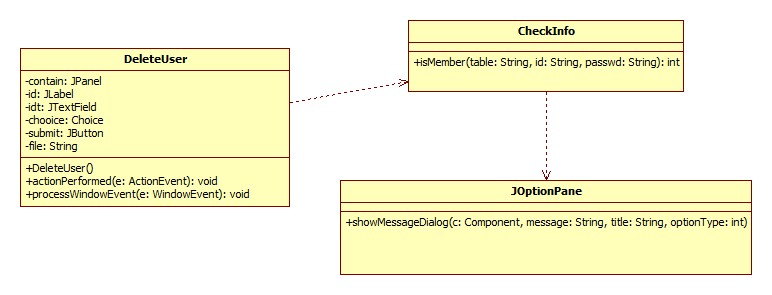 DeleteUser
-contain: JPanel
-id: JLabel
-idt: JTextField
-chooice: Choice
-submit: JButton
-file: String
+DeleteUser()
+actionPerformed(e: ActionEvent): void
+processWindowEvent(e: WindowEvent): void
CheckInfo
+isMember(table: String, id: String, passwd: String): int
JOptionPane
+showMessageDialog(c: Component, message: String, title: String, optionType: int)